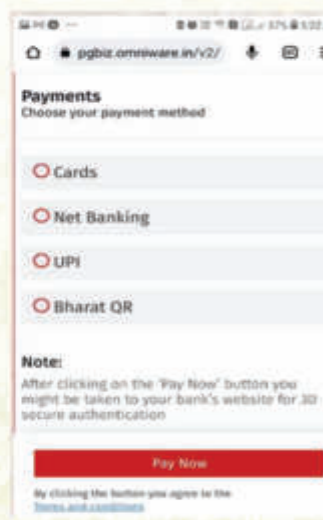 pgbiz.omniware.in/v2/
Payments
Choose your payment method
Cards
Net Banking
UPI
Bharat QR
Note:
After clicking on the 'Pay Now' button you
might be taken to your bank's website for 3D
secure authentication
Pay Now
By clicking the button you agree to the
Terms and conditions